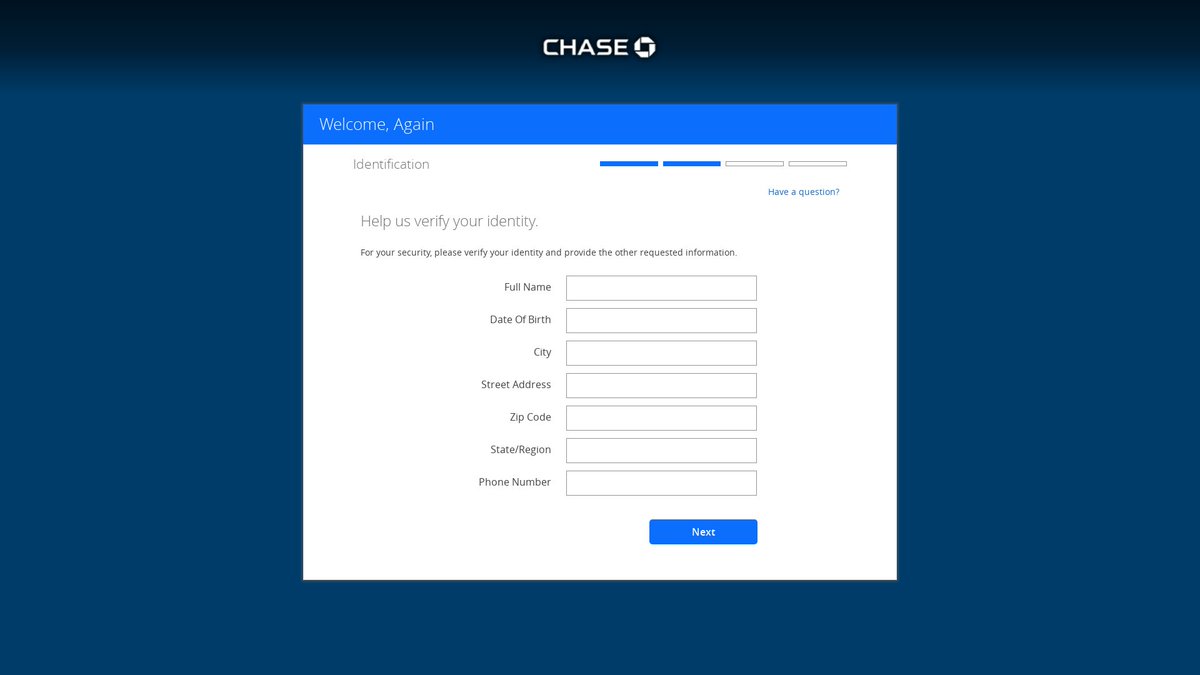 CHASE
Welcome, Again
Identification
Have a question?
Help us verify your identity.
For your security, please verify your identity and provide the other requested information.
Full Name
Date Of Birth
City
Street Address
Zip Code
State/Region
Phone Number
Next